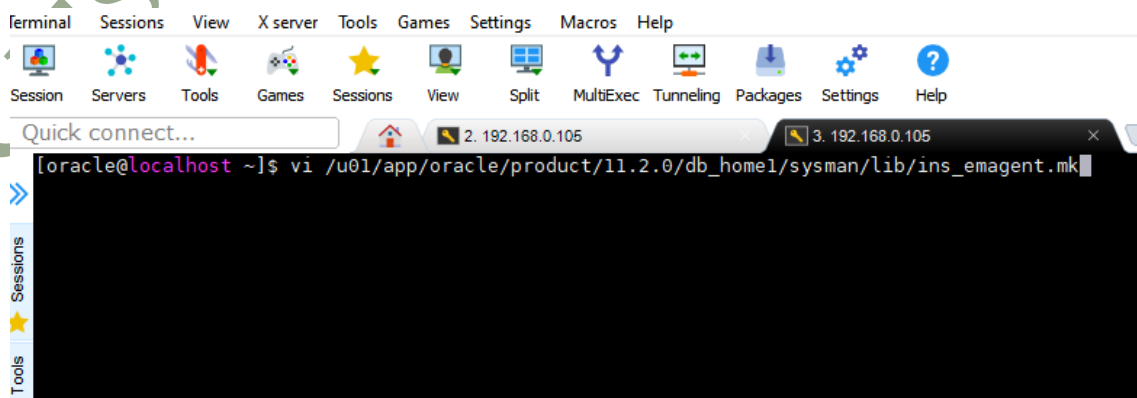 Terminal Sessions View X server Tools Games Settings Macros Help
Session Servers Tools Games Sessions View Split MultiExec Tunneling Packages Settings Help
Quick connect... 2. 192.168.0.105 3. 192.168.0.105
[oracle@localhost ~]$ vi /u01/app/oracle/product/11.2.0/db_home1/sysman/lib/ins_emagent.mk
Sessions
Tools